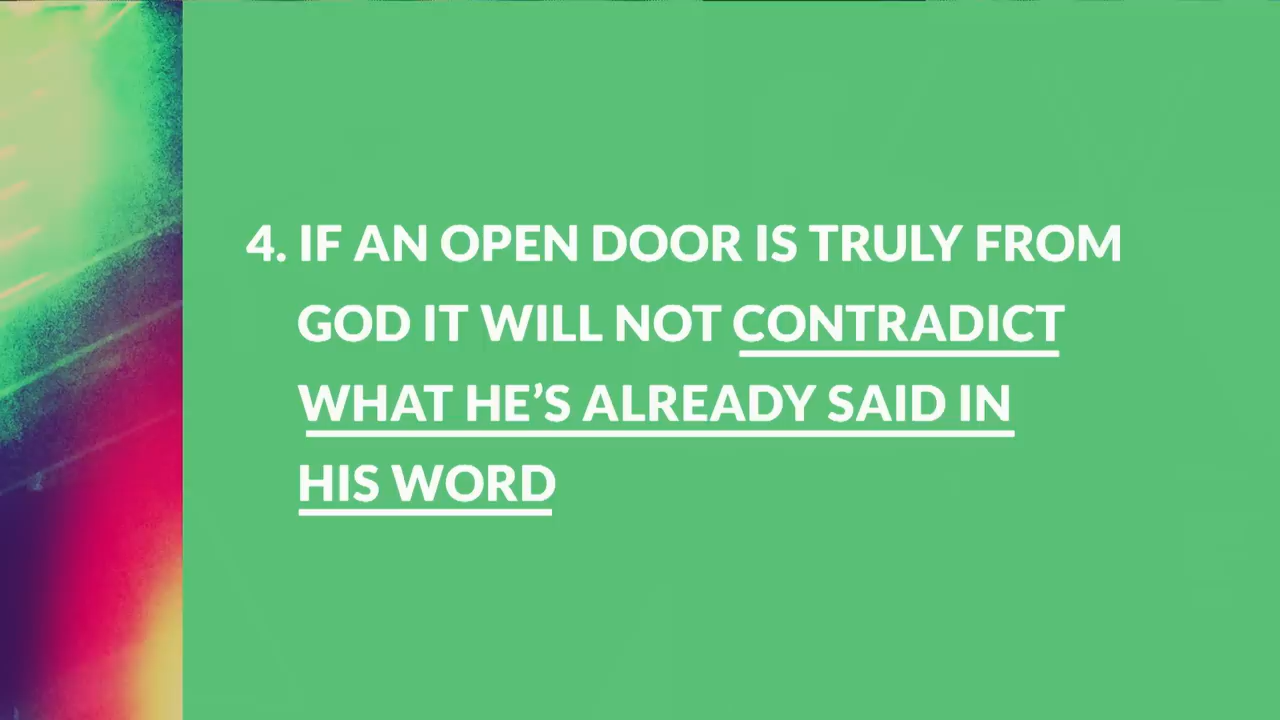 4. IF AN OPEN DOOR IS TRULY FROM
GOD IT WILL NOT CONTRADICT
WHAT HE’S ALREADY SAID IN
HIS WORD